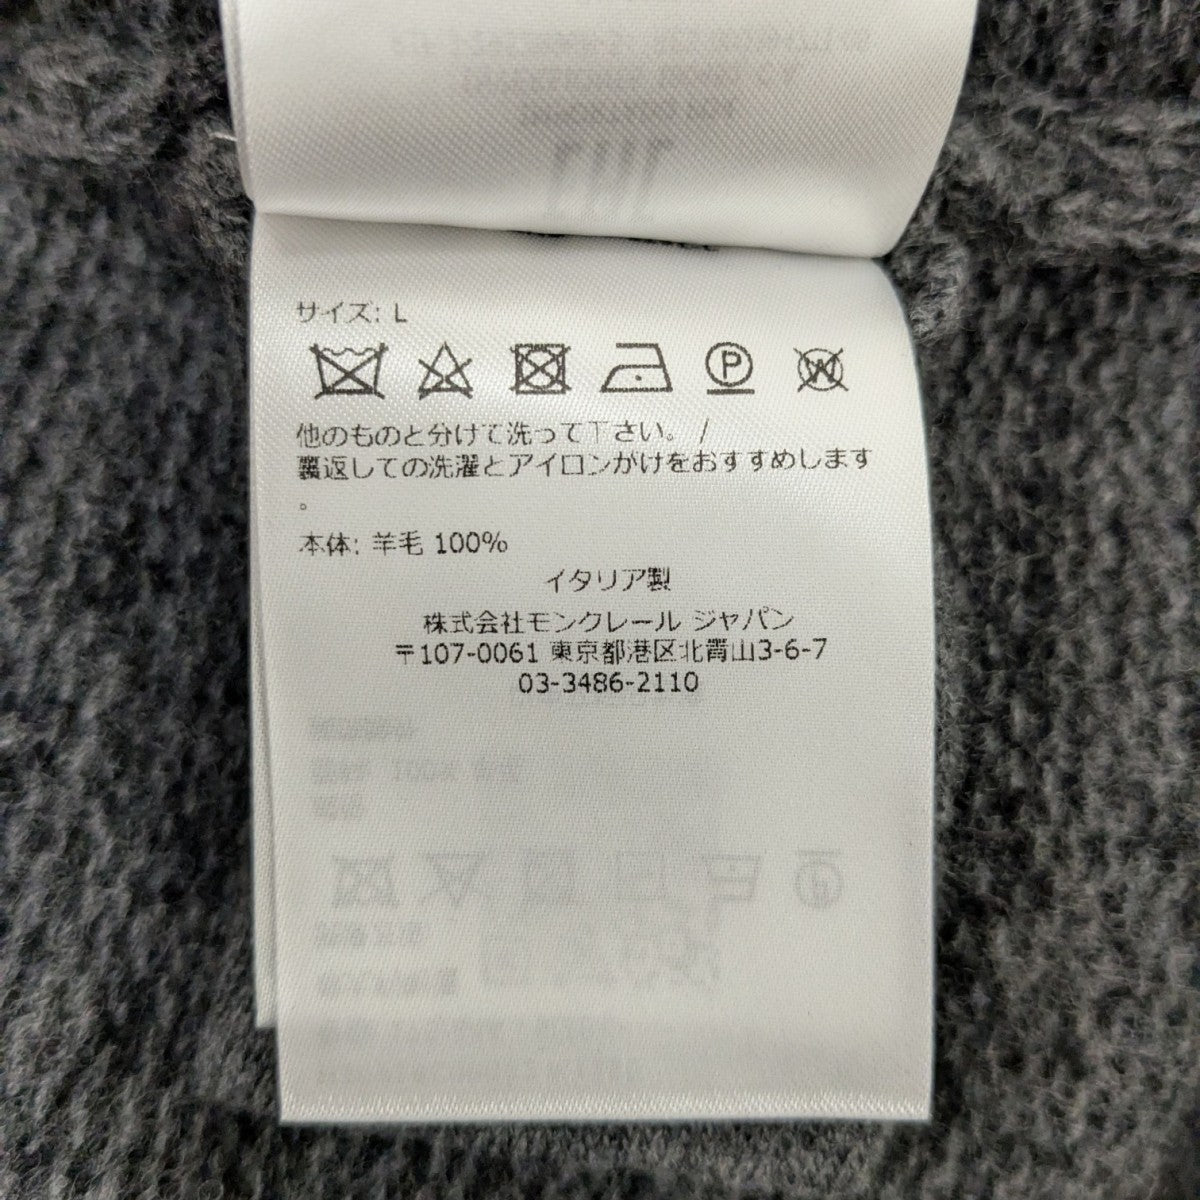 サイズ: L
P
W
他のものと分けて洗って下さい。 /
裏返しての洗濯とアイロンがけをおすすめします
。
本体: 羊毛 100%
イタリア製
株式会社モンクレール ジャパン
〒107-0061 東京都港区北青山3-6-7
03-3486-2110